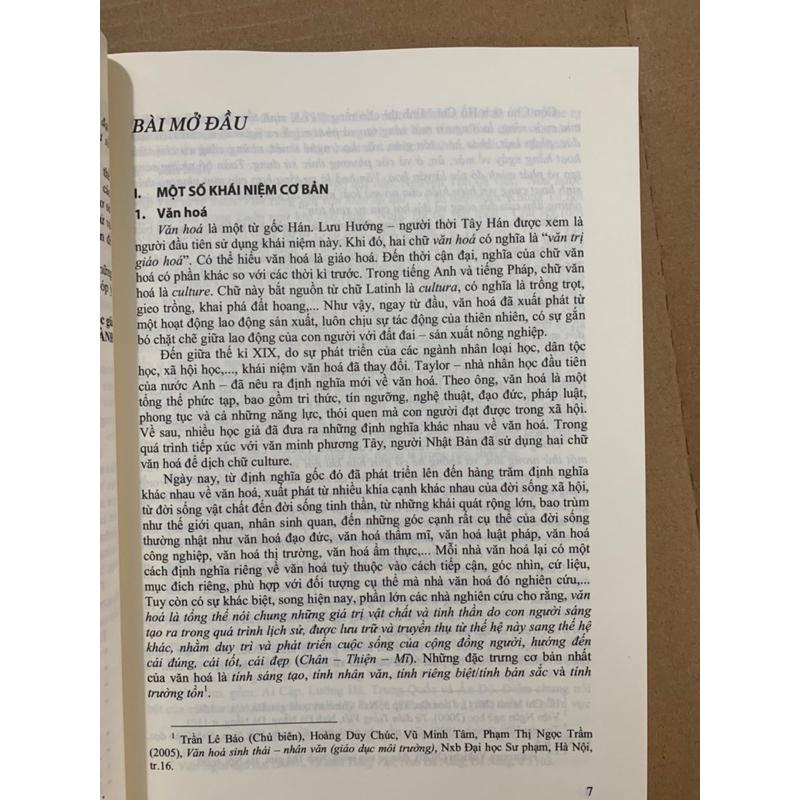 BÀI MỞ ĐẦU
I. MỘT SỐ KHÁI NIỆM CƠ BẢN
1. Văn hoá
Văn hoá là một từ gốc Hán. Lưu Hướng – người thời Tây Hán được xem là
người đầu tiên sử dụng khái niệm này. Khi đó, hai chữ văn hoá có nghĩa là “văn trị
giáo hoá”. Có thể hiểu văn hoá là giáo hoá. Đến thời cận đại, nghĩa của chữ văn
hoá có phần khác so với các thời kì trước. Trong tiếng Anh và tiếng Pháp, chữ văn
hoá là culture. Chữ này bắt nguồn từ chữ Latinh là cultura, có nghĩa là trồng trọt,
gieo trồng, khai phá đất hoang,... Như vậy, ngay từ đầu, văn hoá đã xuất phát từ
một hoạt động lao động sản xuất, luôn chịu sự tác động của thiên nhiên, có sự gắn
bó chặt chẽ giữa lao động của con người với đất đai – sản xuất nông nghiệp.
Đến giữa thế kỉ XIX, do sự phát triển của các ngành nhân loại học, dân tộc
học, xã hội học,..., khái niệm văn hoá đã thay đổi. Taylor – nhà nhân học đầu tiên
của nước Anh – đã nêu ra định nghĩa mới về văn hoá. Theo ông, văn hoá là một
tổng thể phức tạp, bao gồm tri thức, tín ngưỡng, nghệ thuật, đạo đức, pháp luật,
phong tục và cả những năng lực, thói quen mà con người đạt được trong xã hội.
Về sau, nhiều học giả đã đưa ra những định nghĩa khác nhau về văn hoá. Trong
quá trình tiếp xúc với văn minh phương Tây, người Nhật Bản đã sử dụng hai chữ
văn hoá để dịch chữ culture.
Ngày nay, từ định nghĩa gốc đó đã phát triển lên đến hàng trăm định nghĩa
khác nhau về văn hoá, xuất phát từ nhiều khía cạnh khác nhau của đời sống xã hội,
từ đời sống vật chất đến đời sống tinh thần, từ những khái quát rộng lớn, bao trùm
như thế giới quan, nhân sinh quan, đến những góc cạnh rất cụ thể của đời sống
thường nhật như văn hoá đạo đức, văn hoá thẩm mĩ, văn hoá luật pháp, văn hoá
công nghiệp, văn hoá thị trường, văn hoá ẩm thực,... Mỗi nhà văn hoá lại có một
cách định nghĩa riêng về văn hoá tuỳ thuộc vào cách tiếp cận, góc nhìn, cứ liệu,
mục đích riêng, phù hợp với đối tượng cụ thể mà nhà văn hoá đó nghiên cứu,...
Tuy còn có sự khác biệt, song hiện nay, phần lớn các nhà nghiên cứu cho rằng, văn
hoá là tổng thể nói chung những giá trị vật chất và tinh thần do con người sáng
tạo ra trong quá trình lịch sử, được lưu trữ và truyền thụ từ thế hệ này sang thế hệ
khác, nhằm duy trì và phát triển cuộc sống của cộng đồng người, hướng đến
cái đúng, cái tốt, cái đẹp (Chân – Thiện – Mĩ). Những đặc trưng cơ bản nhất
của văn hoá là tính sáng tạo, tính nhân văn, tính riêng biệt/tính bản sắc và tính
trường tồn¹.
¹ Trần Lê Bảo (Chủ biên), Hoàng Duy Chúc, Vũ Minh Tâm, Phạm Thị Ngọc Trầm
(2005), Văn hoá sinh thái – nhân văn (giáo dục môi trường), Nxb Đại học Sư phạm, Hà Nội,
tr.16.
7